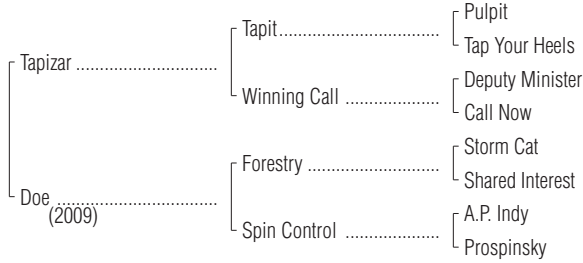 Pulpit
Tapit
Tap Your Heels
Tapizar
Deputy Minister
Winning Call
Call Now
Storm Cat
Forestry
Shared Interest
Doe
(2009)
A.P. Indy
Spin Control
Prospinsky